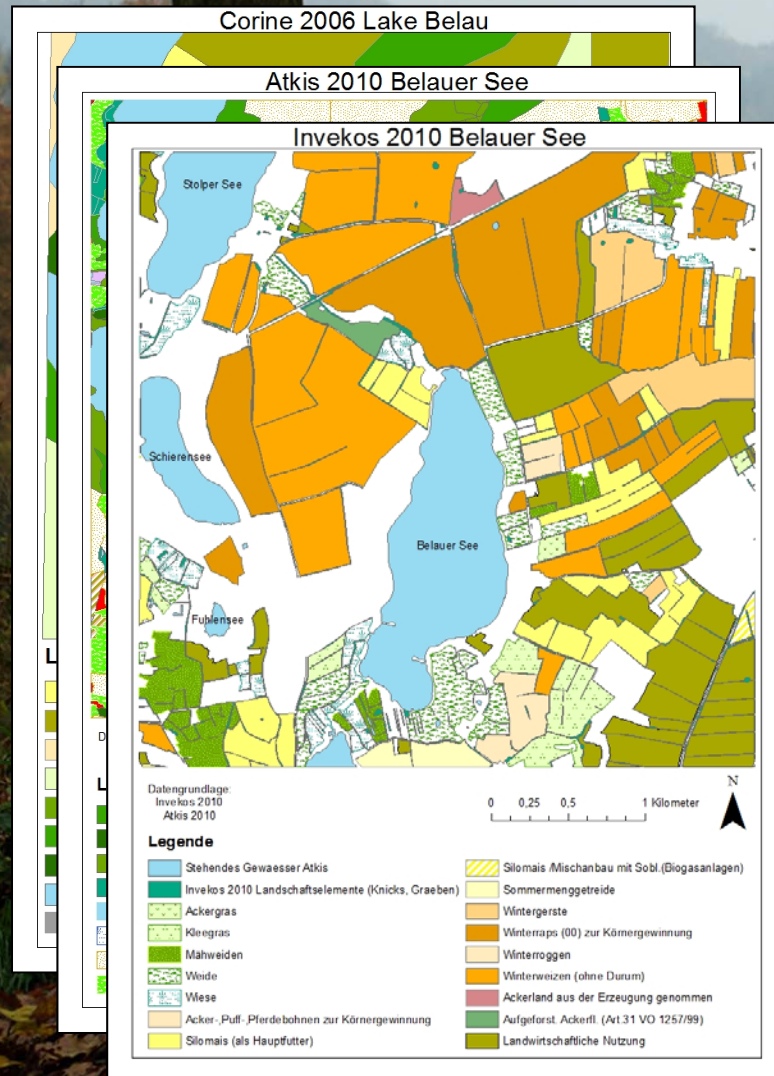 Corine 2006 Lake Belau
Atkis 2010 Belauer See
Invekos 2010 Belauer See
Stolper See
Schierensee
Belauer See
Fuhlensee
L
D
L
Datengrundlage:
Invekos 2010
Atkis 2010
0 0,25 0,5 1 Kilometer
N
Legende
Stehendes Gewaesser Atkis
Invekos 2010 Landschaftselemente (Knicks, Graeben)
Ackergras
Kleegras
Mähweiden
Weide
Wiese
Acker-,Puff-,Pferdebohnen zur Körnergewinnung
Silomais (als Hauptfutter)
Silomais /Mischanbau mit Sobl.(Biogasanlagen)
Sommermenggetreide
Wintergerste
Winterraps (00) zur Körnergewinnung
Winterroggen
Winterweizen (ohne Durum)
Ackerland aus der Erzeugung genommen
Aufgeforst. Ackerfl. (Art.31 VO 1257/99)
Landwirtschaftliche Nutzung